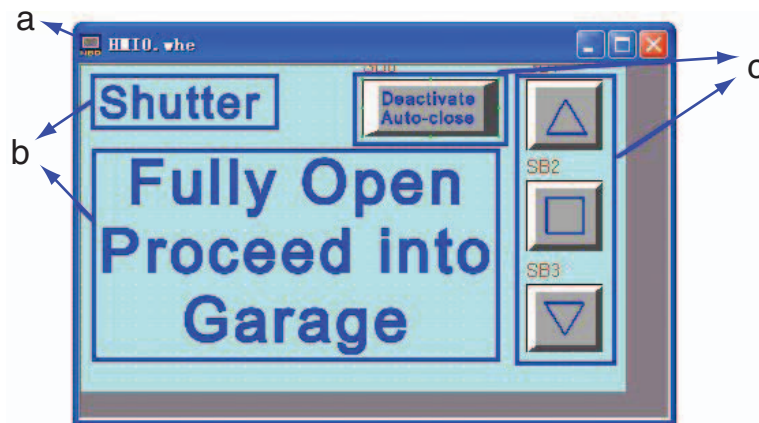 a
HMI0.whe
c
Shutter
Deactivate
Auto-close
b
SB2
Fully Open
Proceed into
Garage
SB3